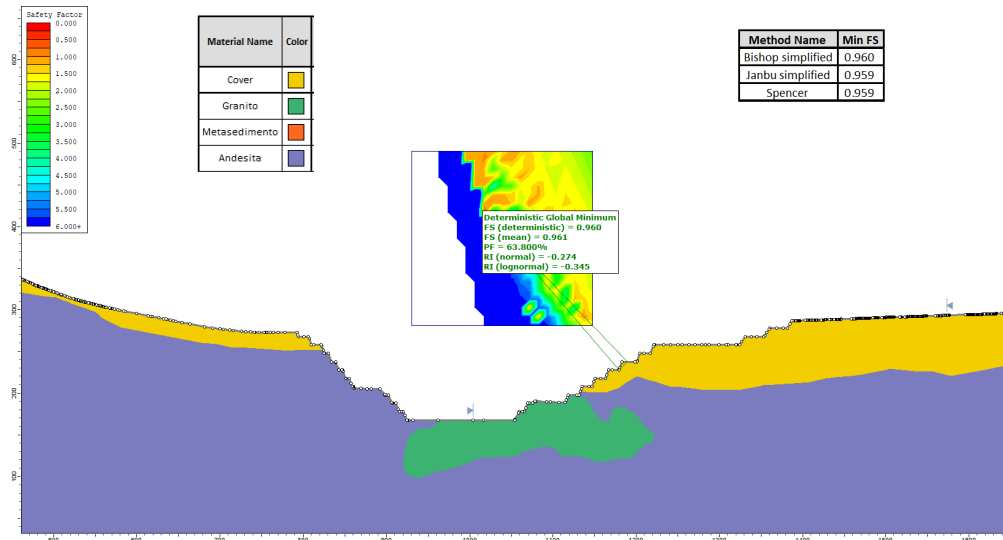 Safety Factor
0.000
0.500
1.000
1.500
2.000
2.500
3.000
3.500
4.000
4.500
5.000
5.500
6.000+
Material Name Color
Cover
Granito
Metasedimento
Andesita
Method Name Min FS
Bishop simplified 0.960
Janbu simplified 0.959
Spencer 0.959
Deterministic Global Minimum
FS (deterministic) = 0.960
FS (mean) = 0.961
PF = 63.800%
RI (normal) = -0.274
RI (lognormal) = -0.345
600
500
400
300
200
100